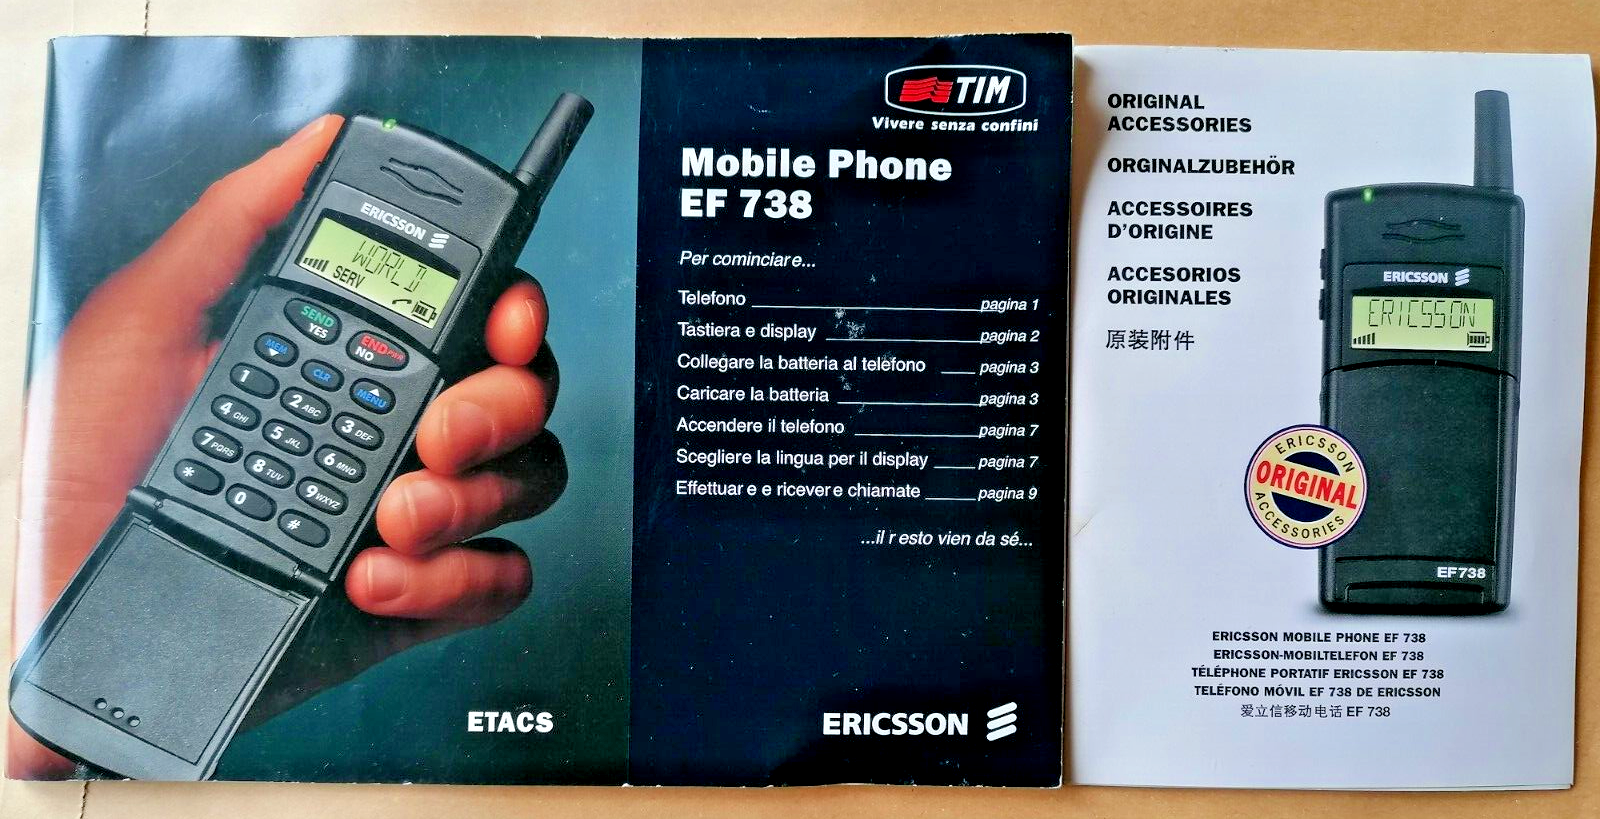 TIM
Vivere senza confini
Mobile Phone
EF 738
Per cominciare...
Telefono pagina 1
Tastiera e display pagina 2
Collegare la batteria al telefono pagina 3
Caricare la batteria pagina 3
Accendere il telefono pagina 7
Scegliere la lingua per il display pagina 7
Effettuare e ricevere chiamate pagina 9
...il resto vien da sé...
ETACS
ERICSSON
ERICSSON
WORLD
SERV
SEND
YES
END PWR
NO
MEM
CLR
MENU
1
2 ABC
3 DEF
4 GHI
5 JKL
6 MNO
7 PQRS
8 TUV
9 WXYZ
*
0
#
ORIGINAL
ACCESSORIES
ORGINALZUBEHÖR
ACCESSOIRES
D'ORIGINE
ACCESORIOS
ORIGINALES
原装附件
ERICSSON
ERICSSON
ERICSSON
ORIGINAL
ACCESSORIES
EF738
ERICSSON MOBILE PHONE EF 738
ERICSSON-MOBILTELEFON EF 738
TÉLÉPHONE PORTATIF ERICSSON EF 738
TELÉFONO MÓVIL EF 738 DE ERICSSON
爱立信移动电话 EF 738